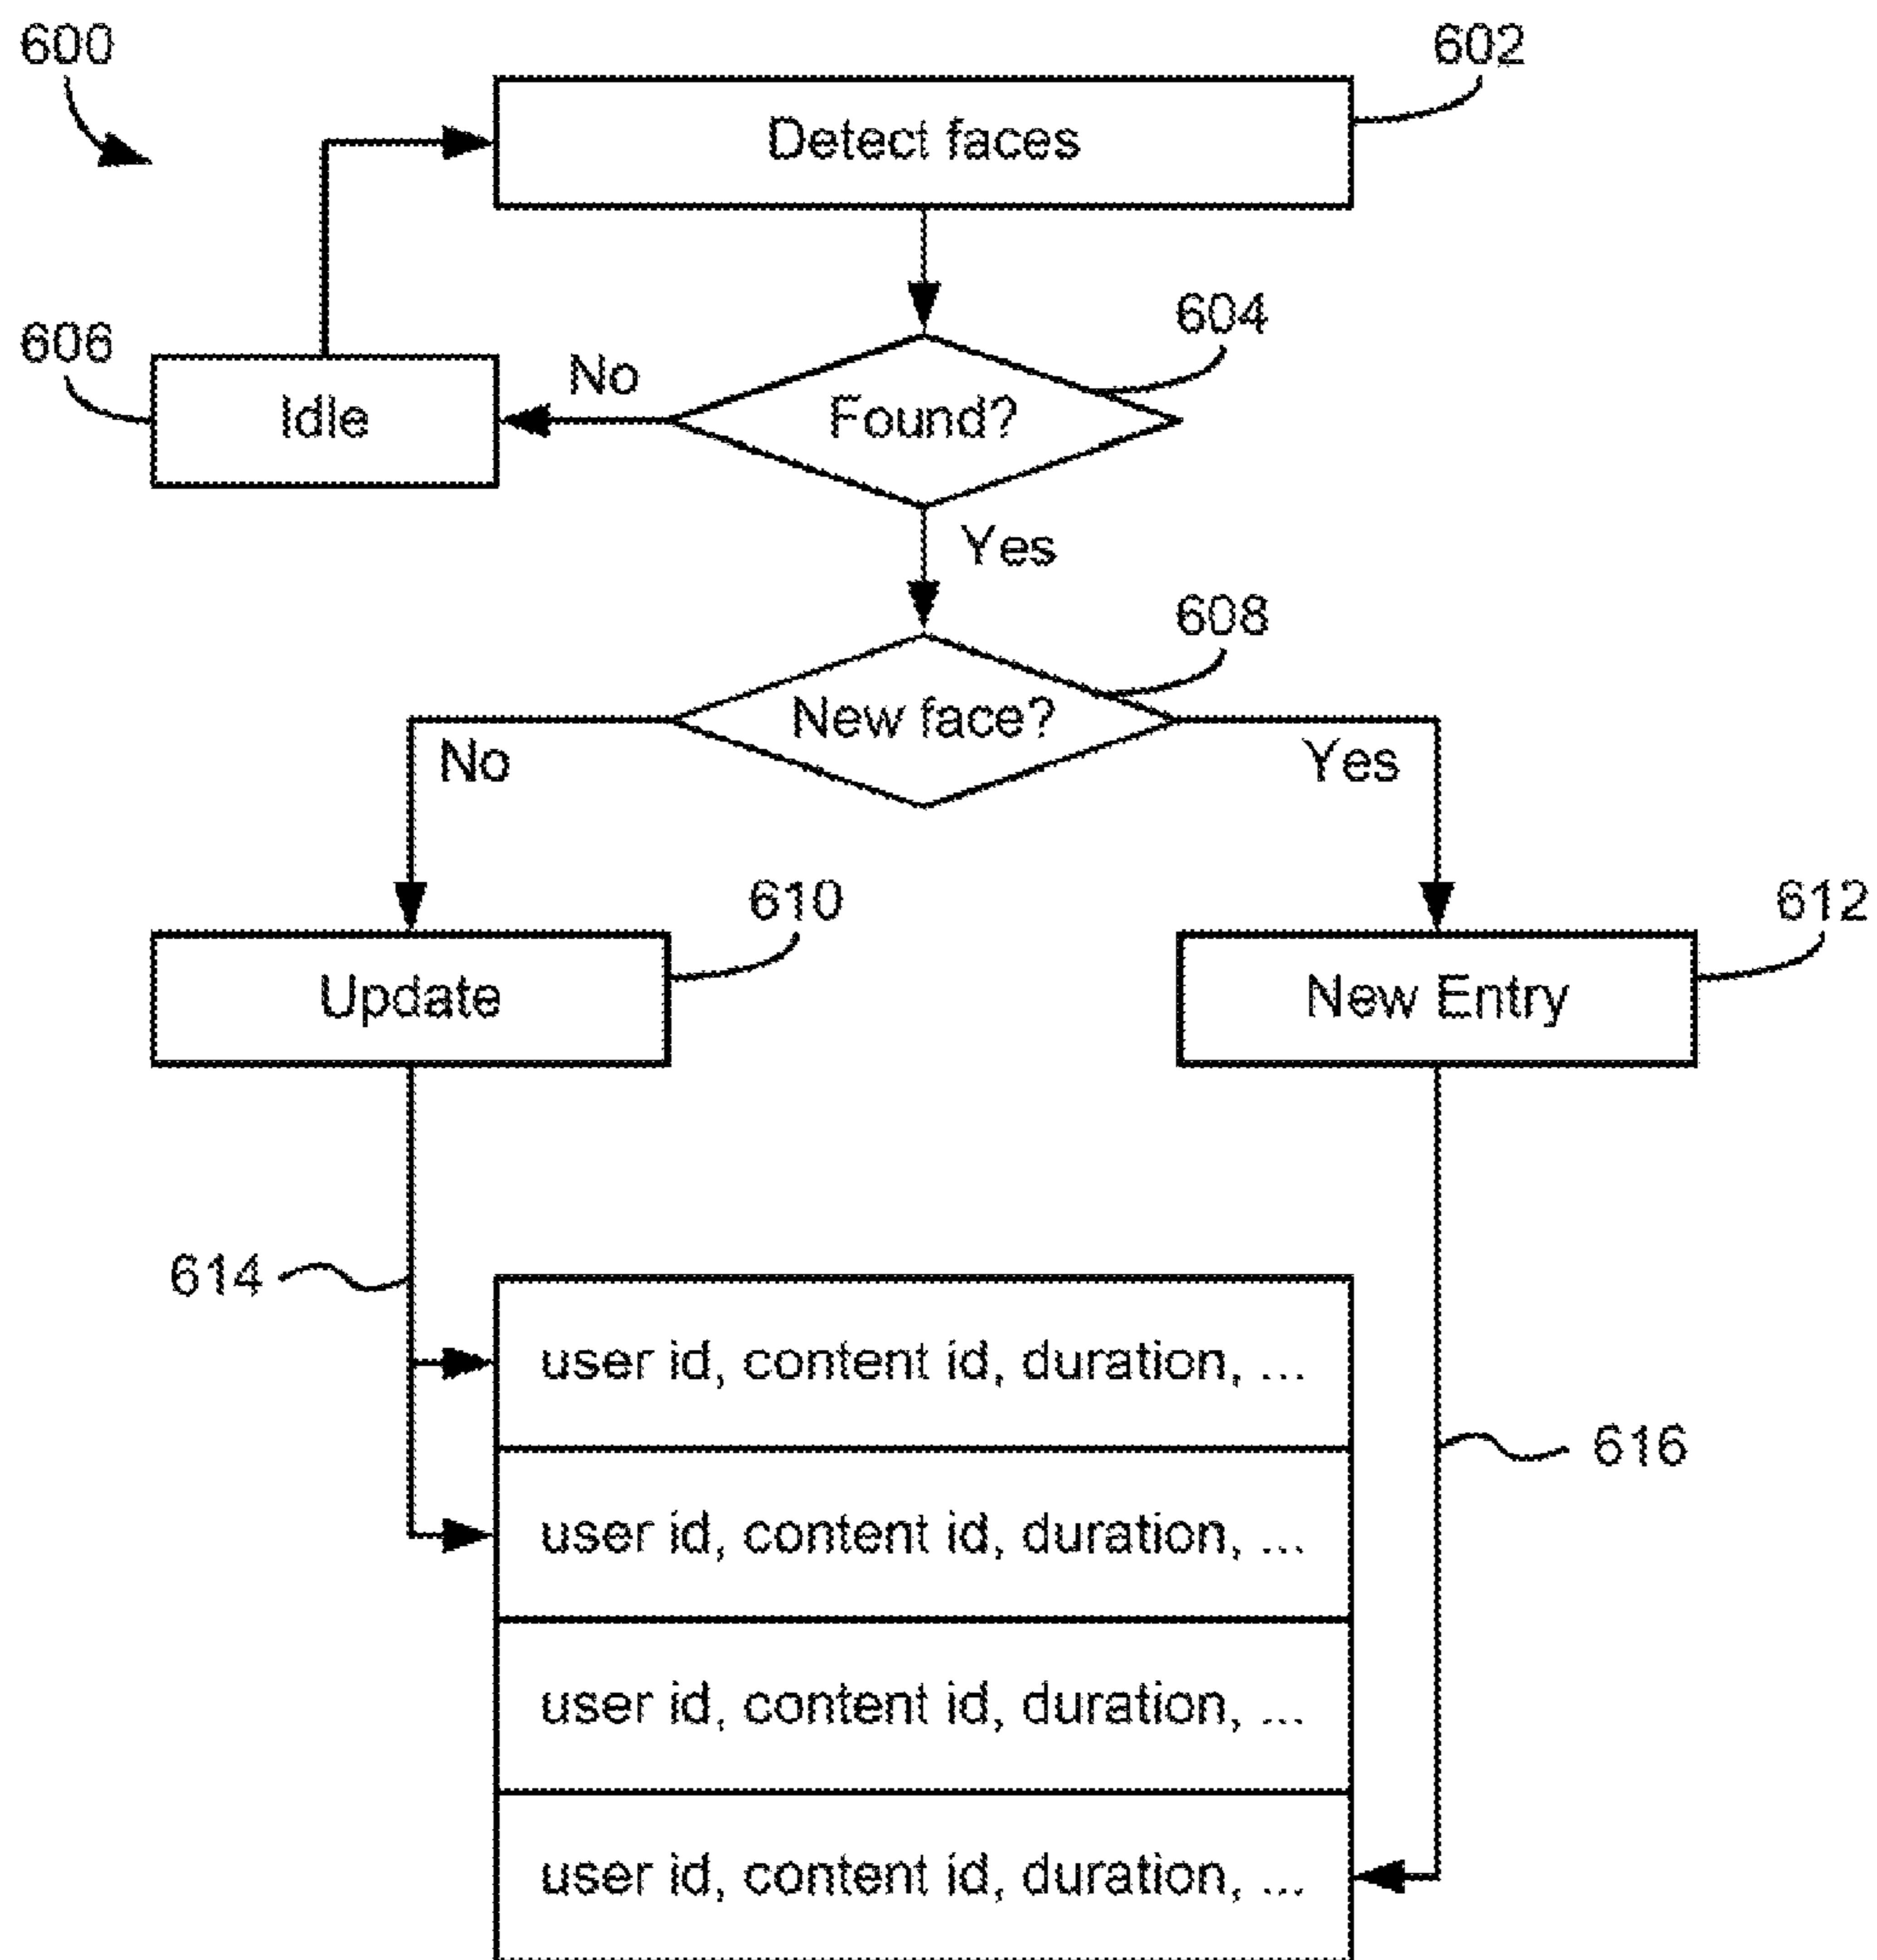 600
602
Detect faces
604
606
No
Idle
Found?
Yes
608
New face?
No
Yes
610
612
Update
New Entry
614
user id, content id, duration, ...
616
user id, content id, duration, ...
user id, content id, duration, ...
user id, content id, duration, ...